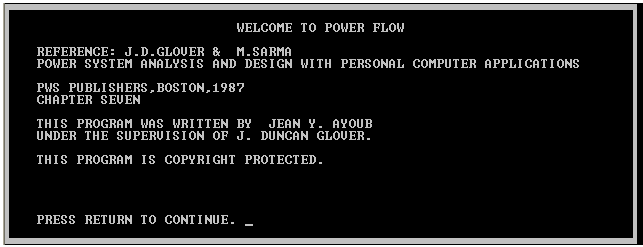 WELCOME TO POWER FLOW
REFERENCE: J.D.GLOVER & M.SARMA
POWER SYSTEM ANALYSIS AND DESIGN WITH PERSONAL COMPUTER APPLICATIONS
PWS PUBLISHERS,BOSTON,1987
CHAPTER SEVEN
THIS PROGRAM WAS WRITTEN BY JEAN Y. AYOUB
UNDER THE SUPERVISION OF J. DUNCAN GLOVER.
THIS PROGRAM IS COPYRIGHT PROTECTED.
PRESS RETURN TO CONTINUE. _